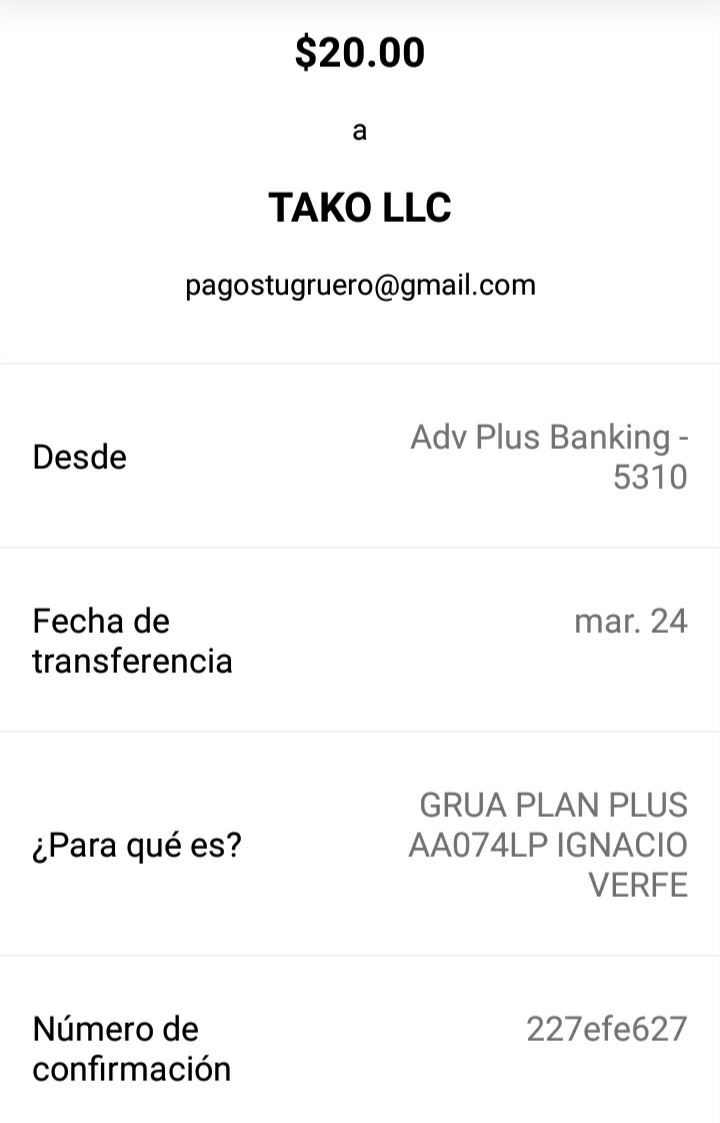 $20.00
a
TAKO LLC
pagostugruero@gmail.com
Desde
Adv Plus Banking -
5310
Fecha de
transferencia
mar. 24
¿Para qué es?
GRUA PLAN PLUS
AA074LP IGNACIO
VERFE
Número de
confirmación
227efe627